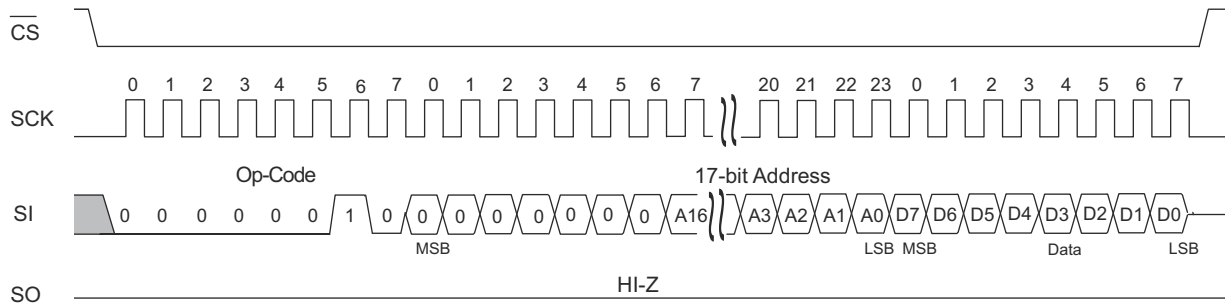 CS
0 1 2 3 4 5 6 7 0 1 2 3 4 5 6 7 20 21 22 23 0 1 2 3 4 5 6 7
SCK
Op-Code 17-bit Address
SI 0 0 0 0 0 0 1 0 0 0 0 0 0 0 0 A16 A3 A2 A1 A0 D7 D6 D5 D4 D3 D2 D1 D0
MSB LSB MSB Data LSB
HI-Z
SO